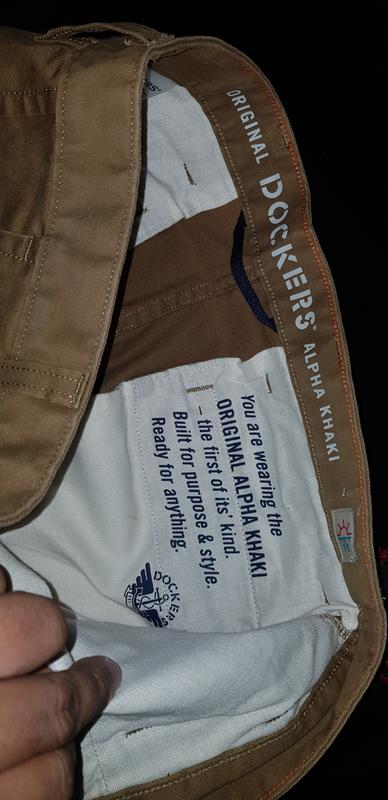 ORIGINAL DOCKERS ALPHA KHAKI
You are wearing the
ORIGINAL ALPHA KHAKI
– the first of its' kind.
Built for purpose & style.
Ready for anything.
DOCKERS